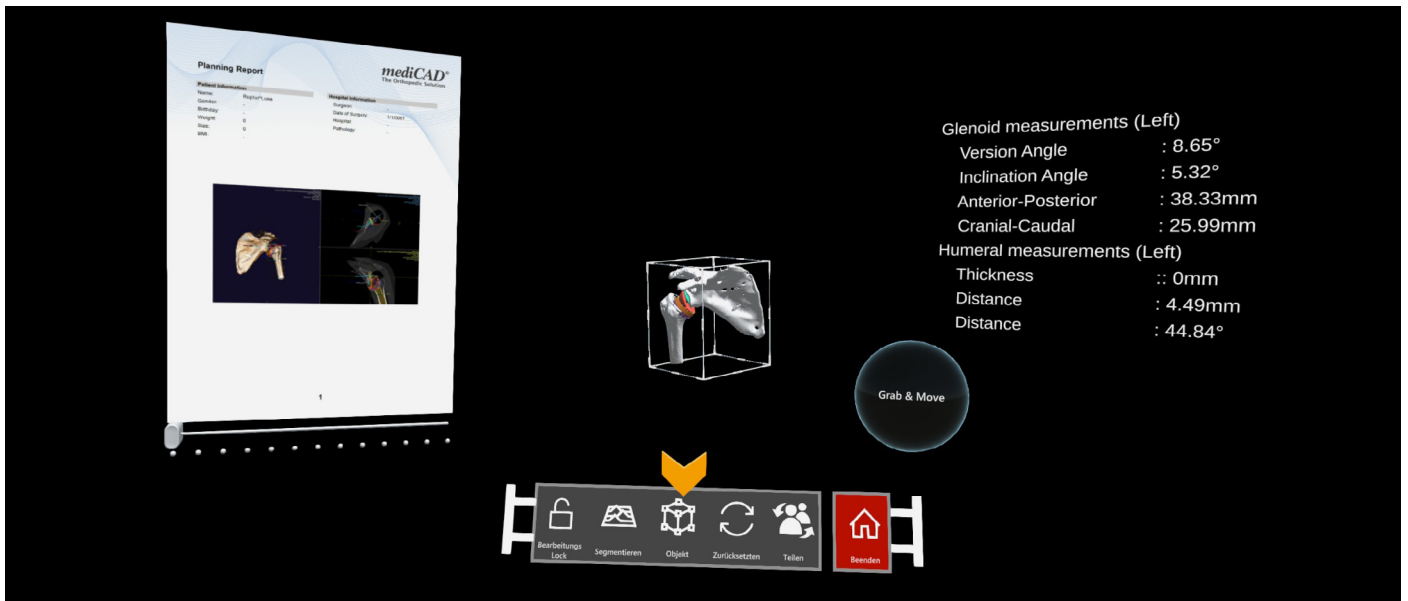 Planning Report
mediCAD®
The Orthopedic Solution
Patient Information
Name:
Gender: -
Birthday: -
Weight: 0
Size: 0
BMI: -
Hospital Information
Surgeon: -
Date of Surgery:
Hospital: -
Pathology: -
1
Glenoid measurements (Left)
Version Angle : 8.65°
Inclination Angle : 5.32°
Anterior-Posterior : 38.33mm
Cranial-Caudal : 25.99mm
Humeral measurements (Left)
Thickness :: 0mm
Distance : 4.49mm
Distance : 44.84°
Grab & Move
Bearbeitungs
Lock
Segmentieren
Objekt
Zurücksetzten
Teilen
Beenden